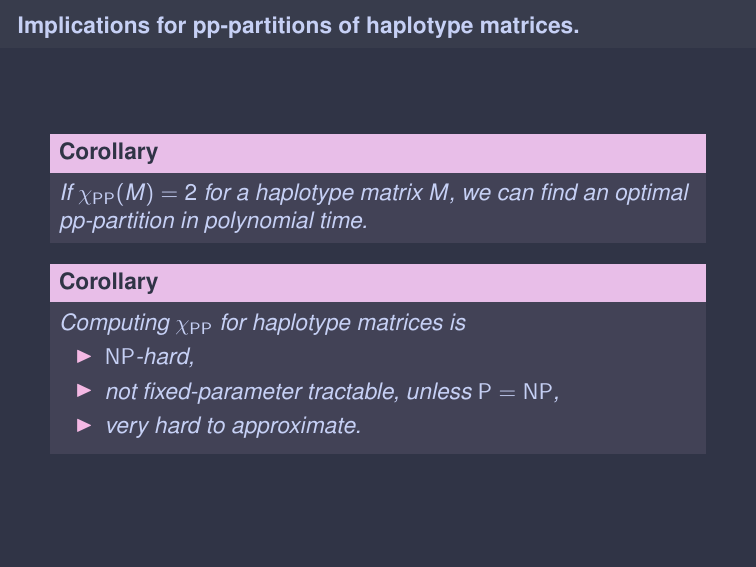 Implications for pp-partitions of haplotype matrices.
Corollary
If χPP(M) = 2 for a haplotype matrix M, we can find an optimal
pp-partition in polynomial time.
Corollary
Computing χPP for haplotype matrices is
▶ NP-hard,
▶ not fixed-parameter tractable, unless P = NP,
▶ very hard to approximate.